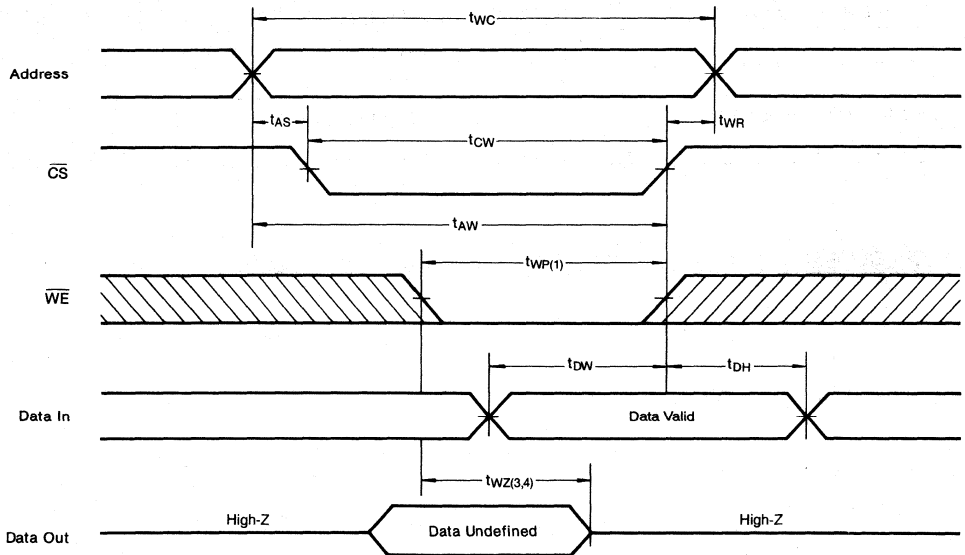 tWC
Address
tAS
tCW
tWR
CS
tAW
tWP(1)
WE
tDW
tDH
Data In
Data Valid
tWZ(3,4)
High-Z
Data Undefined
High-Z
Data Out